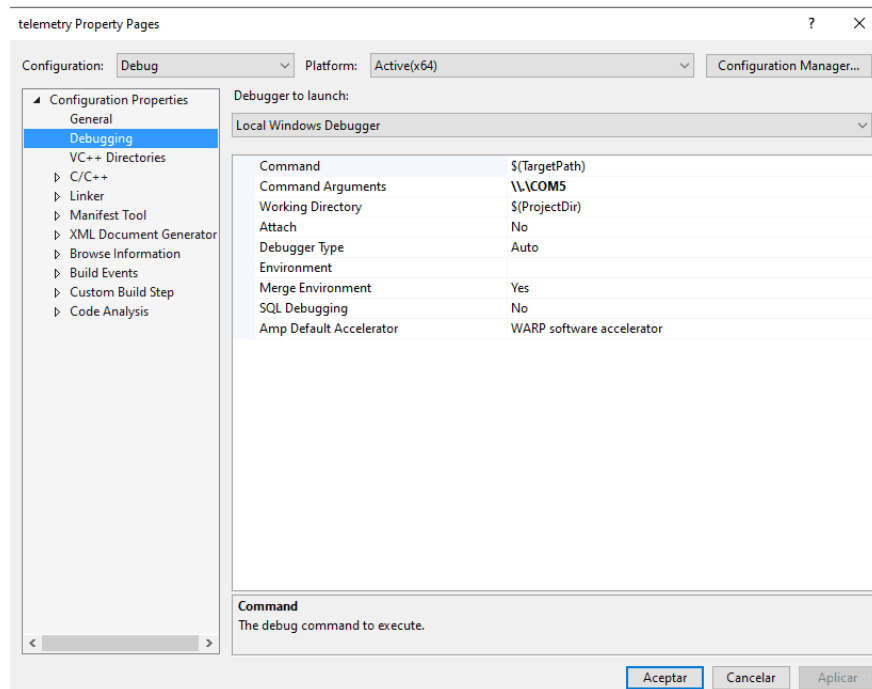 telemetry Property Pages ? ×
Configuration: Debug Platform: Active(x64) Configuration Manager...
Configuration Properties
General
Debugging
VC++ Directories
C/C++
Linker
Manifest Tool
XML Document Generator
Browse Information
Build Events
Custom Build Step
Code Analysis
Debugger to launch:
Local Windows Debugger
Command $(TargetPath)
Command Arguments \\.\COM5
Working Directory $(ProjectDir)
Attach No
Debugger Type Auto
Environment
Merge Environment Yes
SQL Debugging No
Amp Default Accelerator WARP software accelerator
Command
The debug command to execute.
Aceptar Cancelar Aplicar